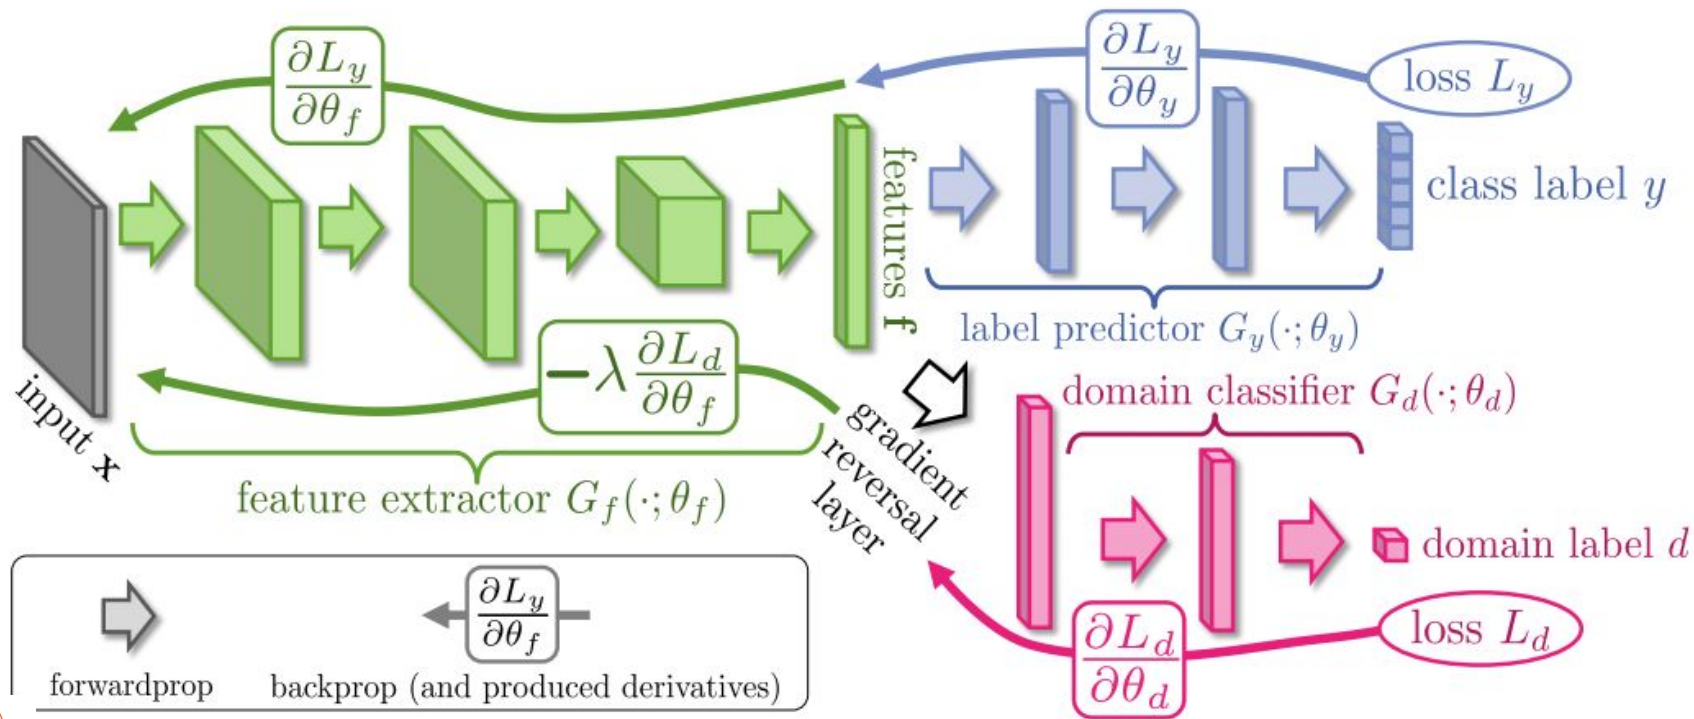 ∂L_y
∂θ_f
∂L_y
∂θ_y
loss L_y
features f
class label y
label predictor G_y(·; θ_y)
−λ ∂L_d
∂θ_f
input x
domain classifier G_d(·; θ_d)
gradient
reversal
layer
feature extractor G_f(·; θ_f)
domain label d
∂L_y
∂θ_f
forwardprop
backprop (and produced derivatives)
∂L_d
∂θ_d
loss L_d